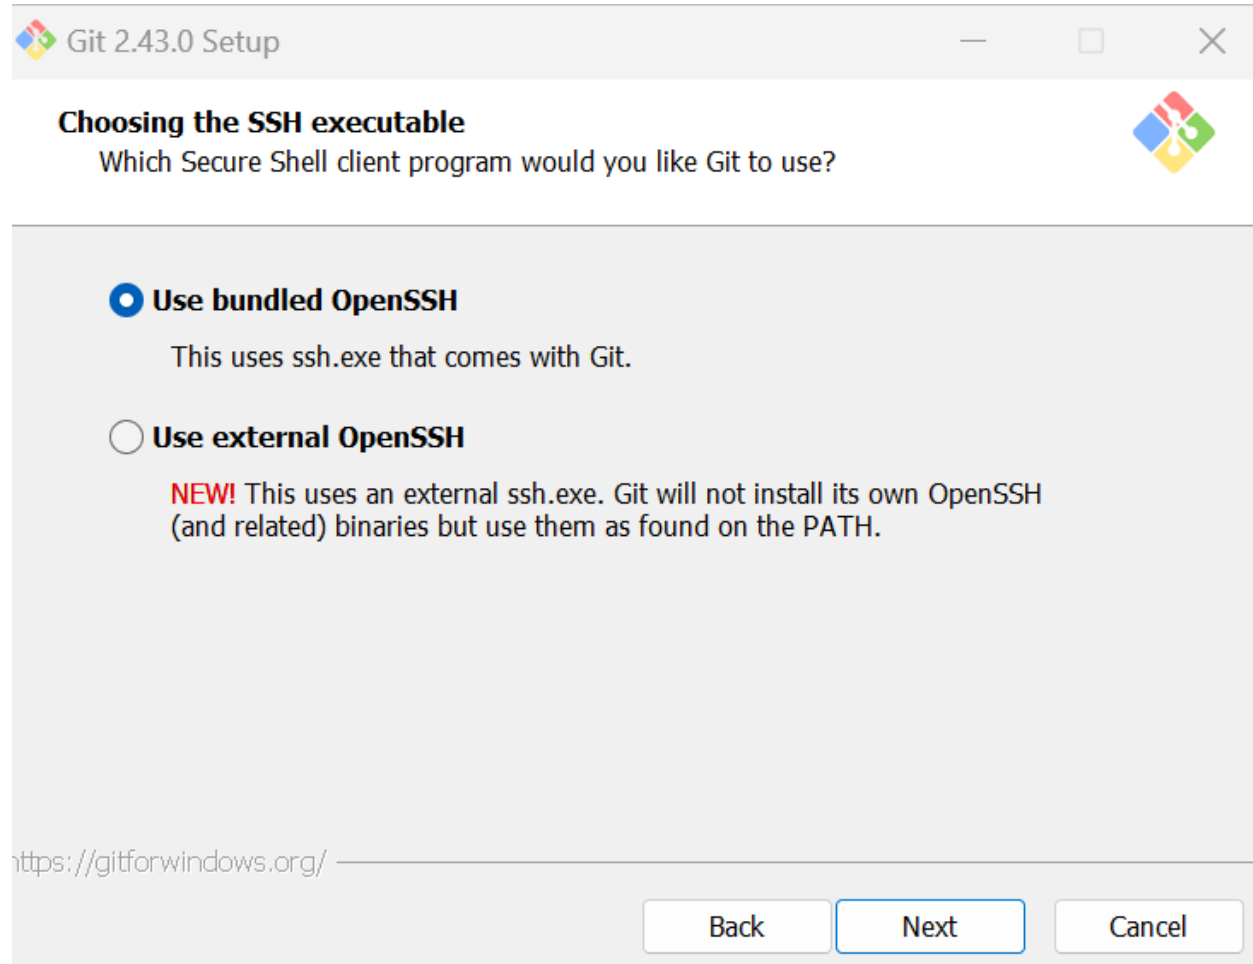 Git 2.43.0 Setup
Choosing the SSH executable
Which Secure Shell client program would you like Git to use?
Use bundled OpenSSH
This uses ssh.exe that comes with Git.
Use external OpenSSH
NEW! This uses an external ssh.exe. Git will not install its own OpenSSH
(and related) binaries but use them as found on the PATH.
https://gitforwindows.org/
Back Next Cancel